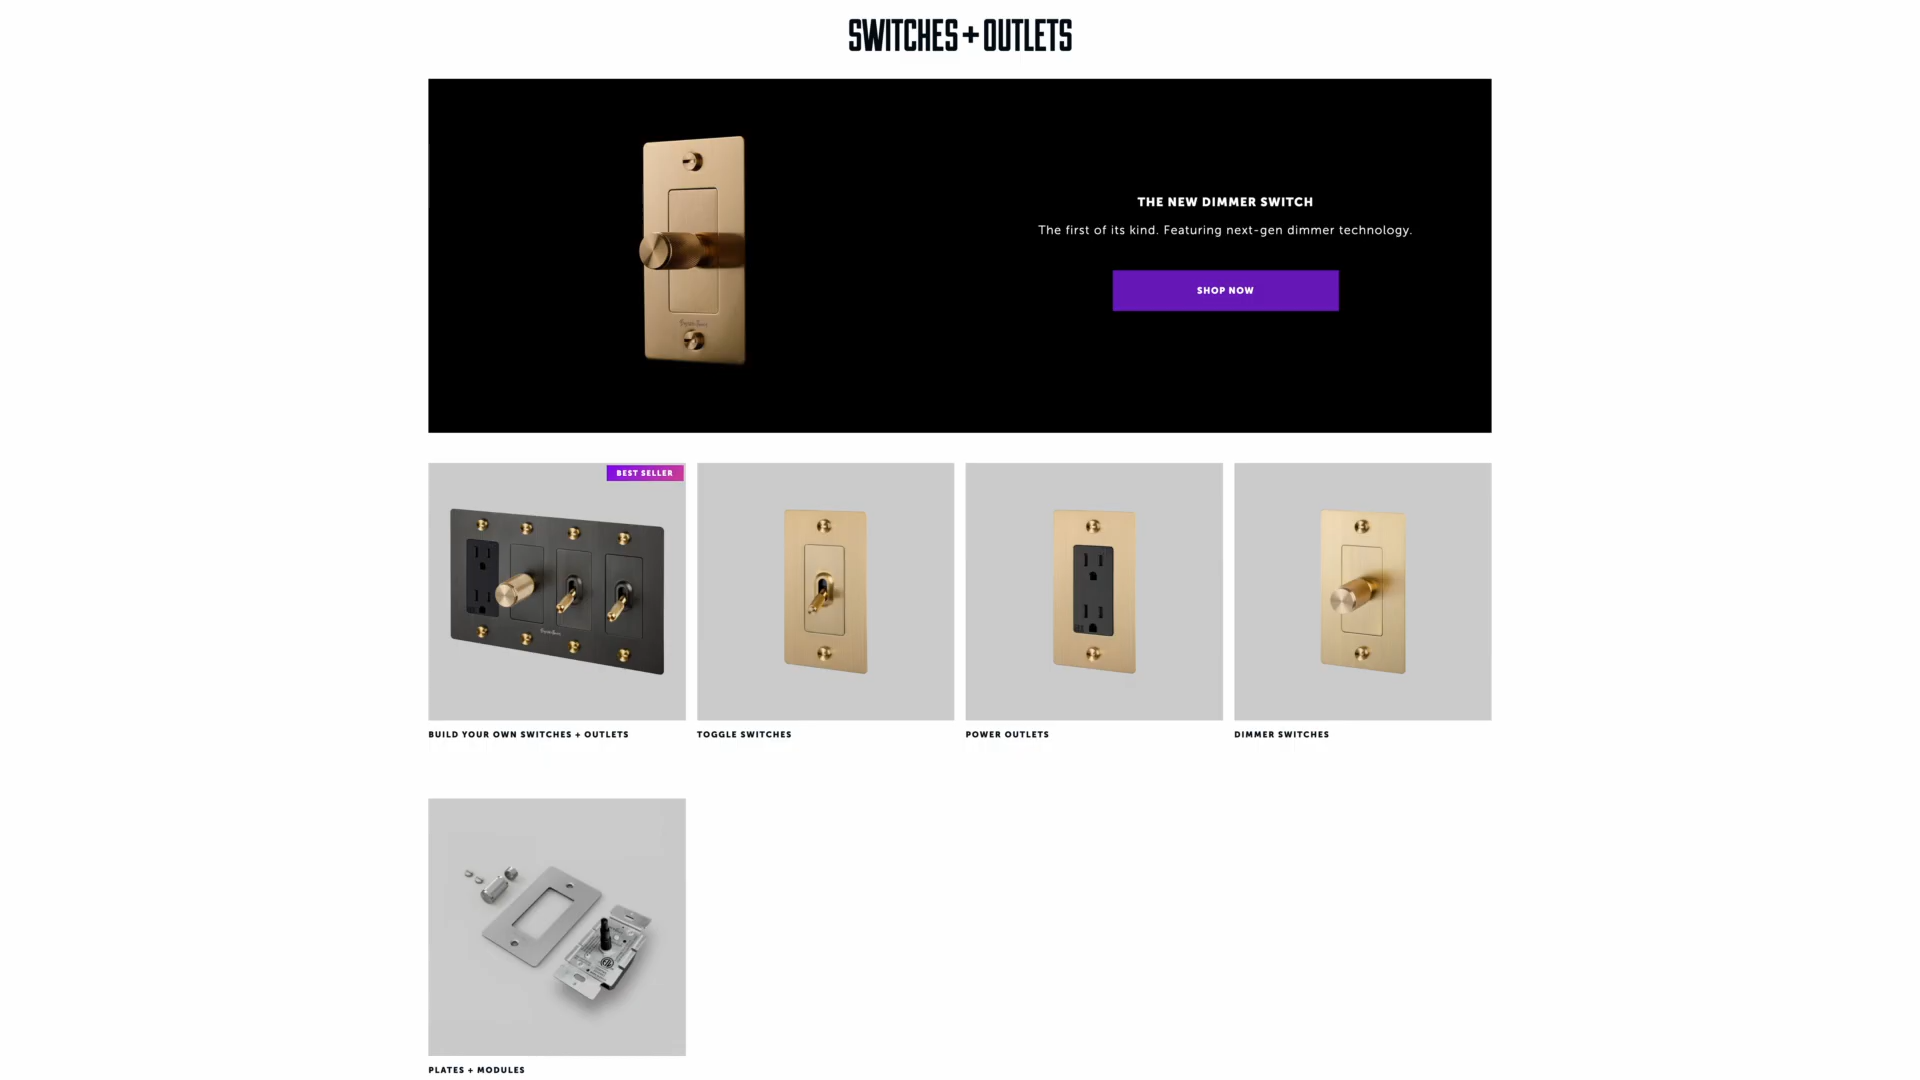 SWITCHES + OUTLETS
THE NEW DIMMER SWITCH
The first of its kind. Featuring next-gen dimmer technology.
SHOP NOW
BEST SELLER
BUILD YOUR OWN SWITCHES + OUTLETS
TOGGLE SWITCHES
POWER OUTLETS
DIMMER SWITCHES
PLATES + MODULES